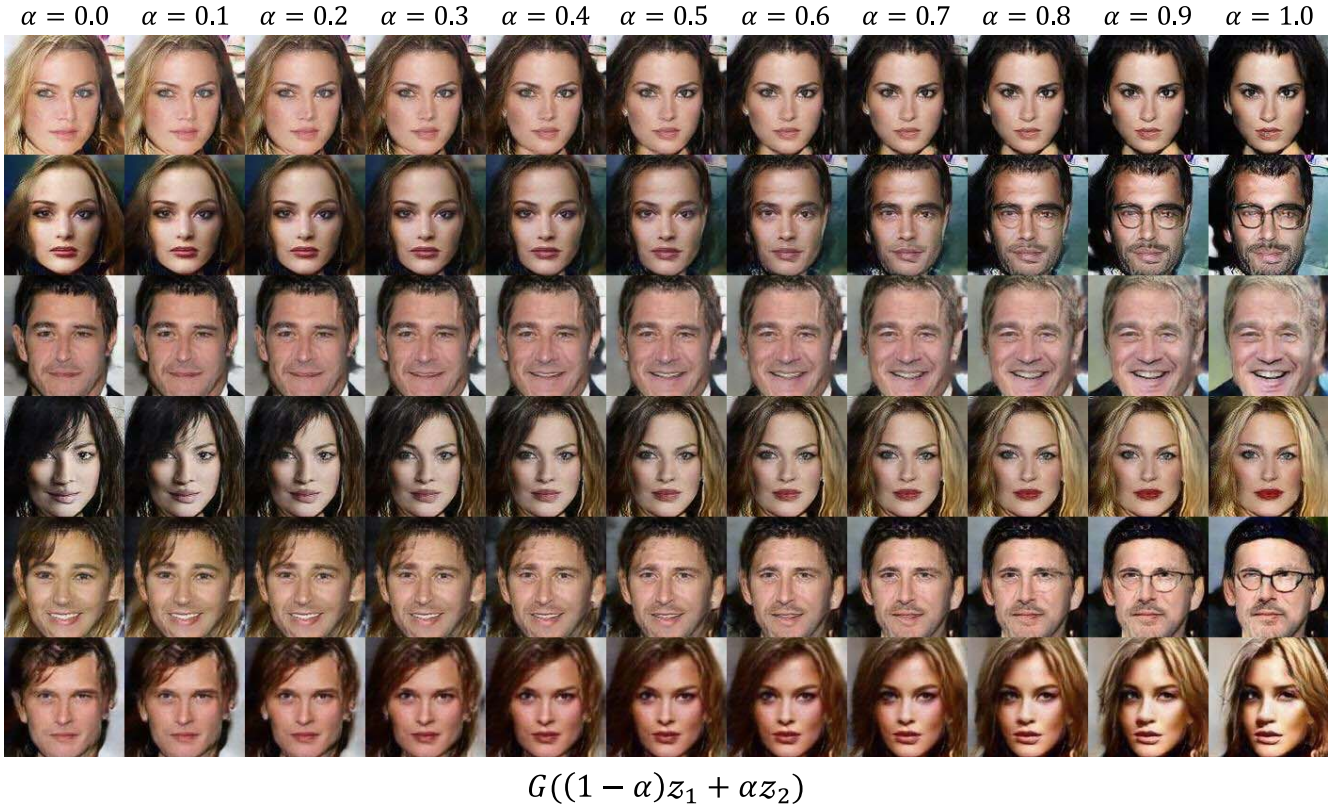 α = 0.0 α = 0.1 α = 0.2 α = 0.3 α = 0.4 α = 0.5 α = 0.6 α = 0.7 α = 0.8 α = 0.9 α = 1.0
G((1 − α)z₁ + αz₂)